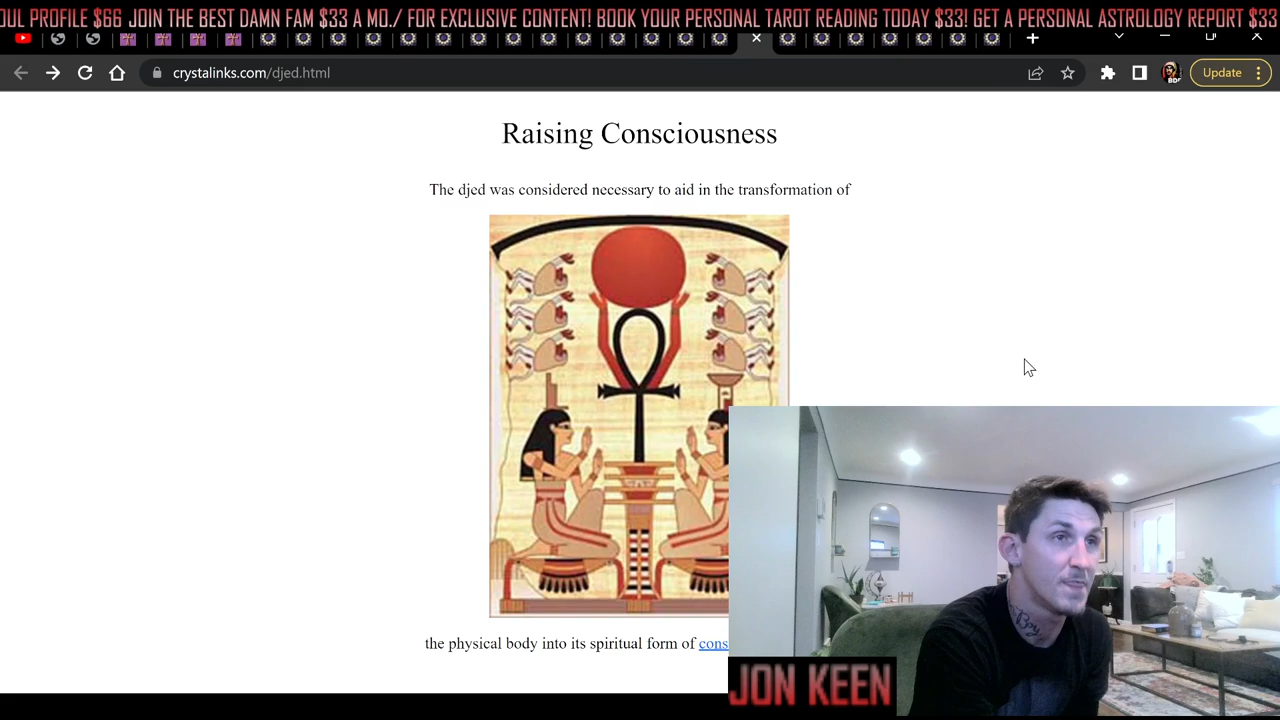 OUL PROFILE $66 JOIN THE BEST DAMN FAM $33 A MO./ FOR EXCLUSIVE CONTENT! BOOK YOUR PERSONAL TAROT READING TODAY $33! GET A PERSONAL ASTROLOGY REPORT $33
crystalinks.com/djed.html
Update
Raising Consciousness
The djed was considered necessary to aid in the transformation of
the physical body into its spiritual form of cons
Boy
JON KEEN